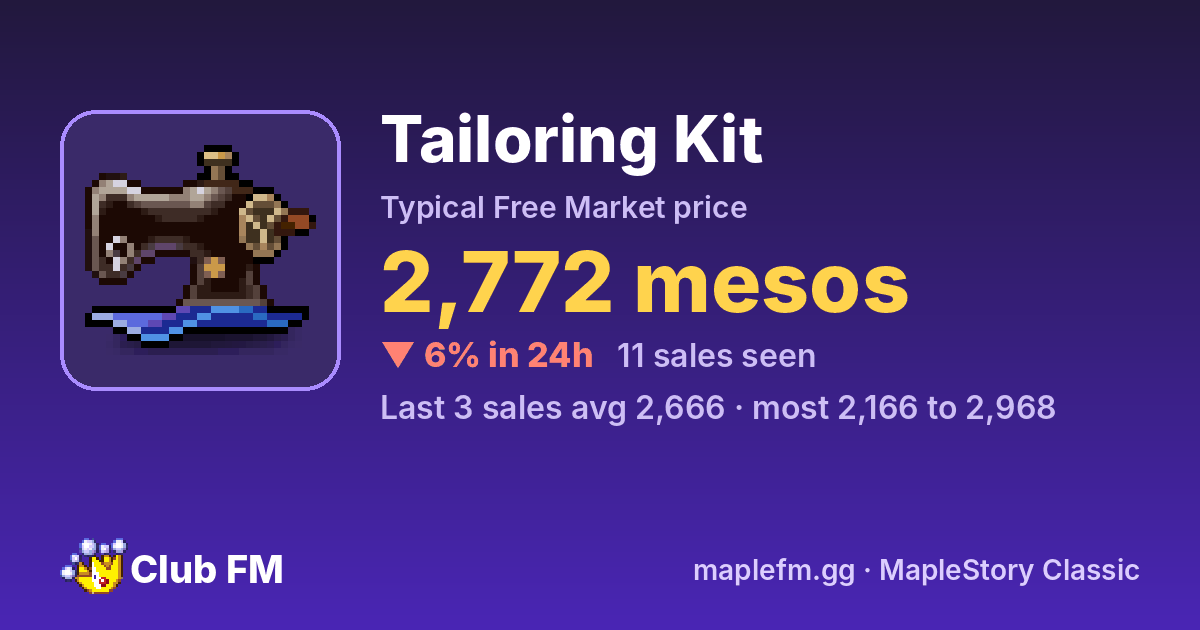 Tailoring Kit
Typical Free Market price
2,772 mesos
▼ 6% in 24h 11 sales seen
Last 3 sales avg 2,666 · most 2,166 to 2,968
Club FM
maplefm.gg · MapleStory Classic